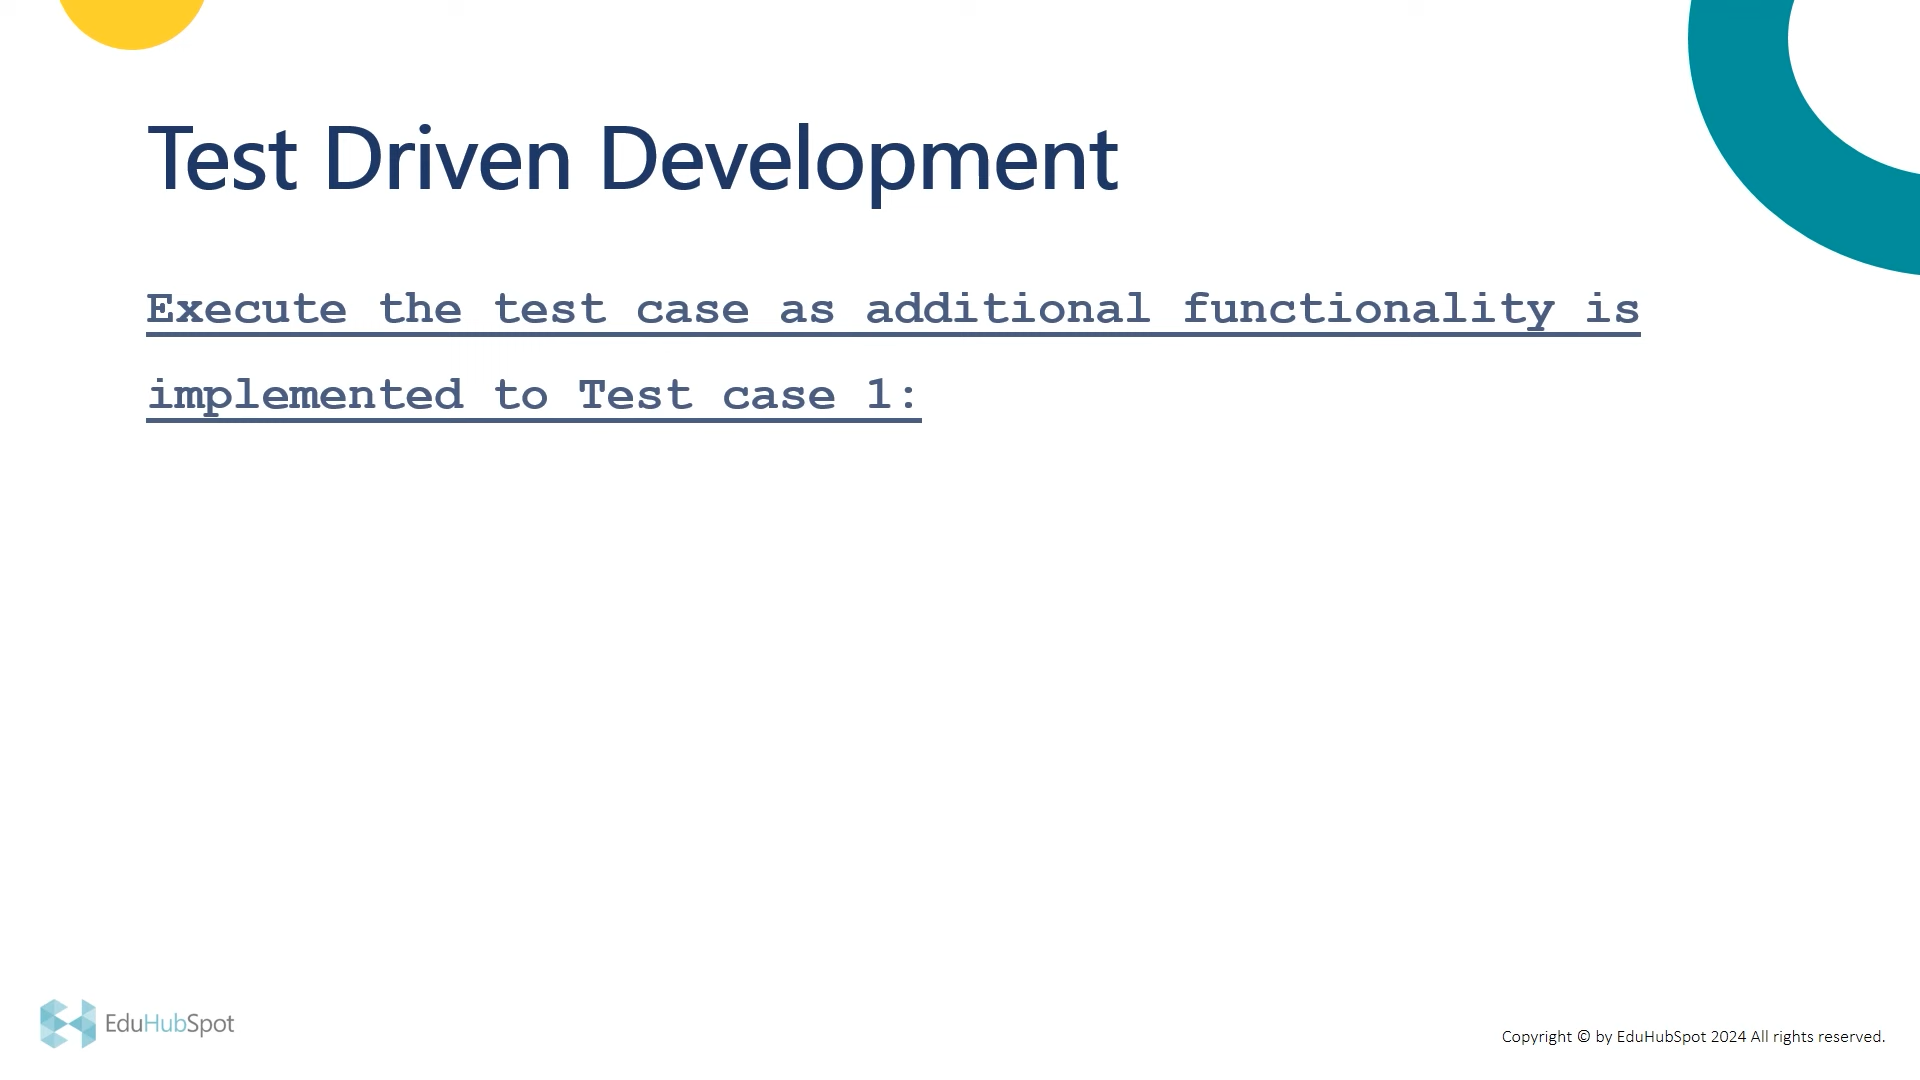 Test Driven Development
Execute the test case as additional functionality is
implemented to Test case 1:
EduHubSpot
Copyright © by EduHubSpot 2024 All rights reserved.